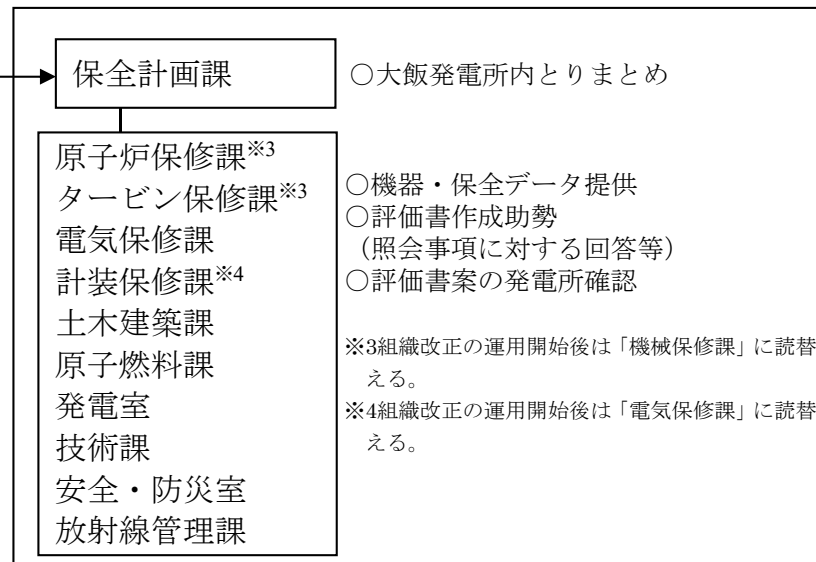 保全計画課
○大飯発電所内とりまとめ
原子炉保修課※3
タービン保修課※3
電気保修課
計装保修課※4
土木建築課
原子燃料課
発電室
技術課
安全・防災室
放射線管理課
○機器・保全データ提供
○評価書作成助勢
（照会事項に対する回答等）
○評価書案の発電所確認
※3組織改正の運用開始後は「機械保修課」に読替
える。
※4組織改正の運用開始後は「電気保修課」に読替
える。